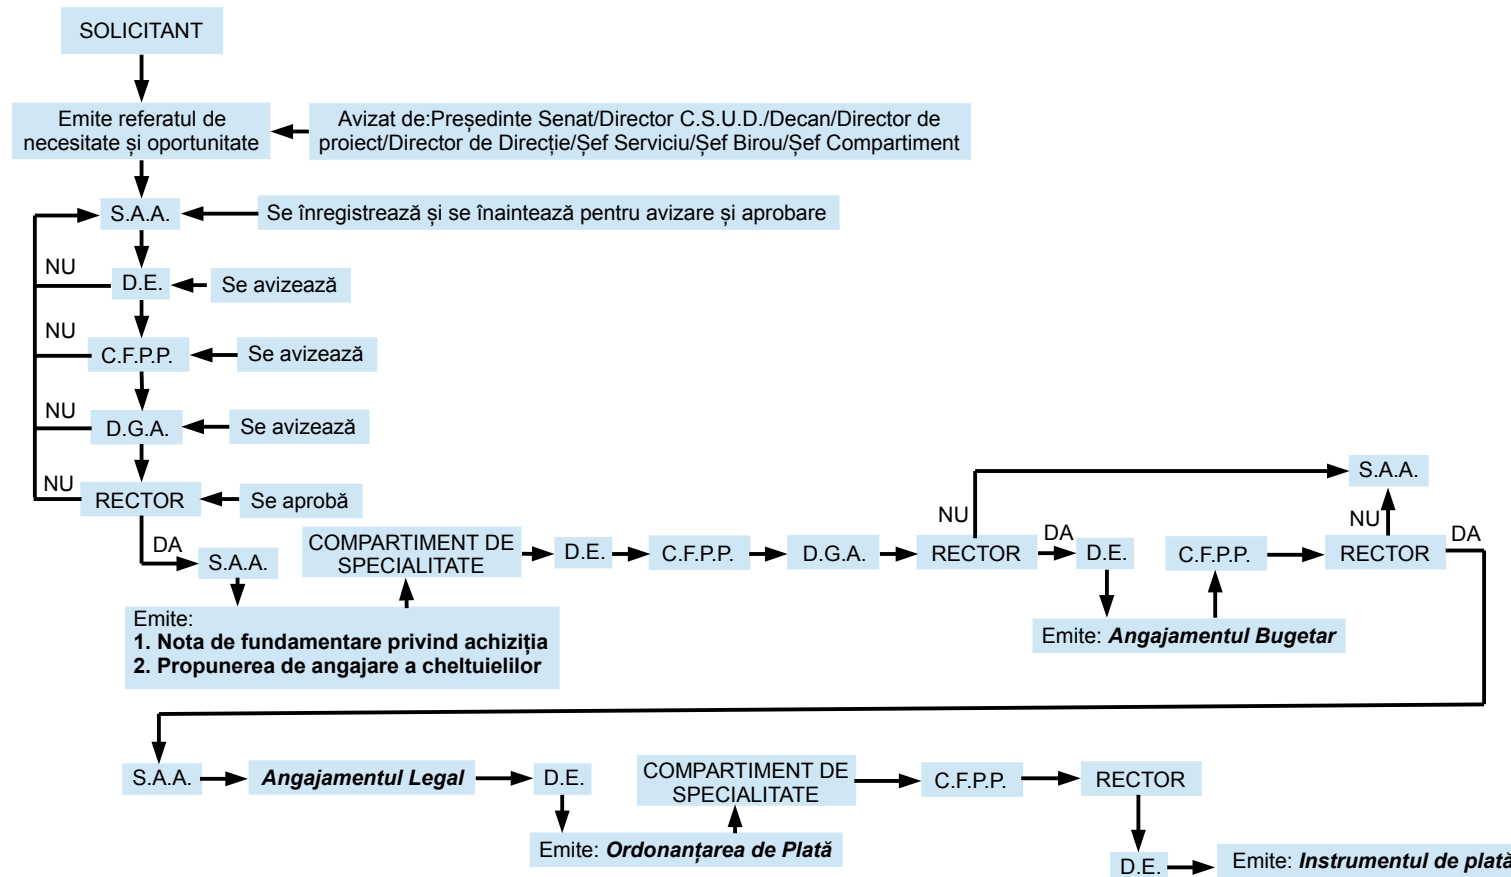 SOLICITANT
Emite referatul de
necesitate și oportunitate
Avizat de:Președinte Senat/Director C.S.U.D./Decan/Director de
proiect/Director de Direcție/Șef Serviciu/Șef Birou/Șef Compartiment
S.A.A.
Se înregistrează și se înaintează pentru avizare și aprobare
NU
D.E.
Se avizează
NU
C.F.P.P.
Se avizează
NU
D.G.A.
Se avizează
NU
RECTOR
Se aprobă
DA
S.A.A.
Emite:
1. Nota de fundamentare privind achiziția
2. Propunerea de angajare a cheltuielilor
COMPARTIMENT DE
SPECIALITATE
D.E.
C.F.P.P.
D.G.A.
RECTOR
NU
S.A.A.
DA
D.E.
Emite: Angajamentul Bugetar
C.F.P.P.
RECTOR
NU
DA
S.A.A.
Angajamentul Legal
D.E.
Emite: Ordonanțarea de Plată
COMPARTIMENT DE
SPECIALITATE
C.F.P.P.
RECTOR
D.E.
Emite: Instrumentul de plată